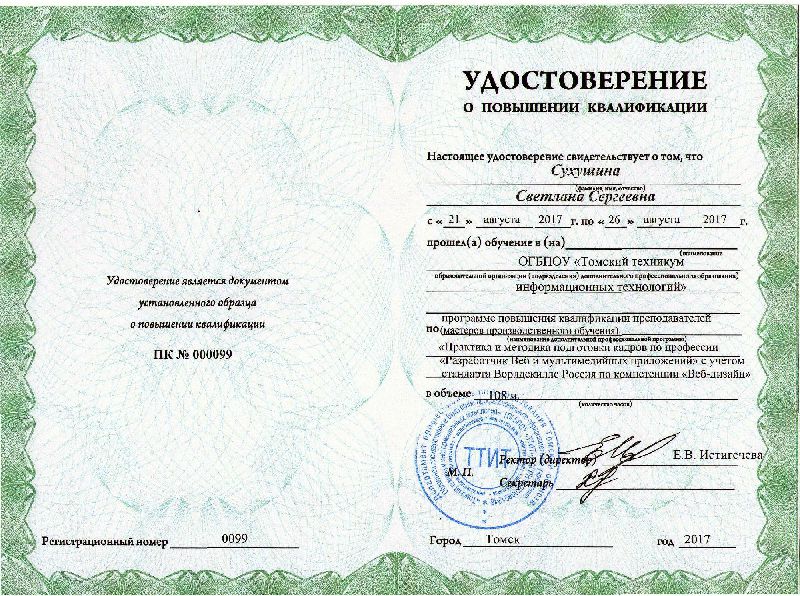 Удостоверение является документом
установленного образца
о повышении квалификации
ПК № 000099
Регистрационный номер 0099
УДОСТОВЕРЕНИЕ
О ПОВЫШЕНИИ КВАЛИФИКАЦИИ
Настоящее удостоверение свидетельствует о том, что
Сухушина
(фамилия, имя, отчество)
Светлана Сергеевна
с « 21 » августа 2017 г. по « 26 » августа 2017 г.
прошел(а) обучение в (на)
(наименование
ОГБПОУ «Томский техникум
образовательной организации (подразделения) дополнительного профессионального образования)
информационных технологий»
программе повышения квалификации преподавателей
по (мастеров производственного обучения)
(наименование дополнительной профессиональной программы)
«Практика и методика подготовки кадров по профессии
«Разработчик Веб и мультимедийных приложений» с учетом
стандарта Ворлдскиллс Россия по компетенции «Веб-дизайн»
в объеме 108 ч.
(количество часов)
ТТИТ
М.П.
Ректор (директор) Е.В. Истигечева
Секретарь
Город Томск год 2017